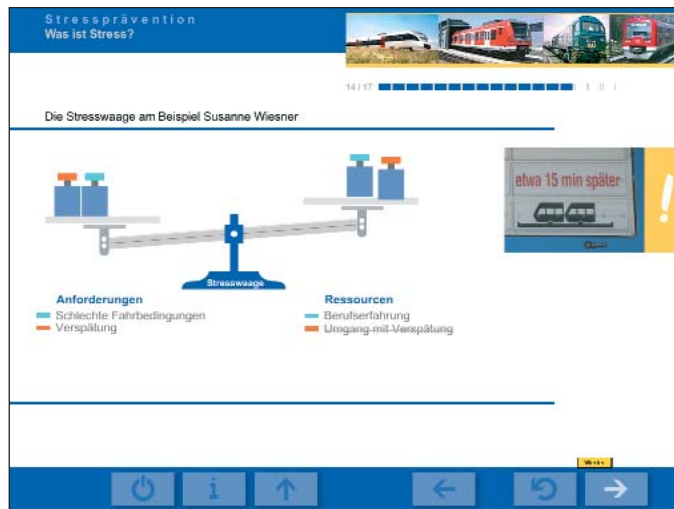 Stressprävention
Was ist Stress?
14 / 17
Die Stresswaage am Beispiel Susanne Wiesner
etwa 15 min später
Stresswaage
Anforderungen
Schlechte Fahrbedingungen
Verspätung
Ressourcen
Berufserfahrung
Umgang mit Verspätung